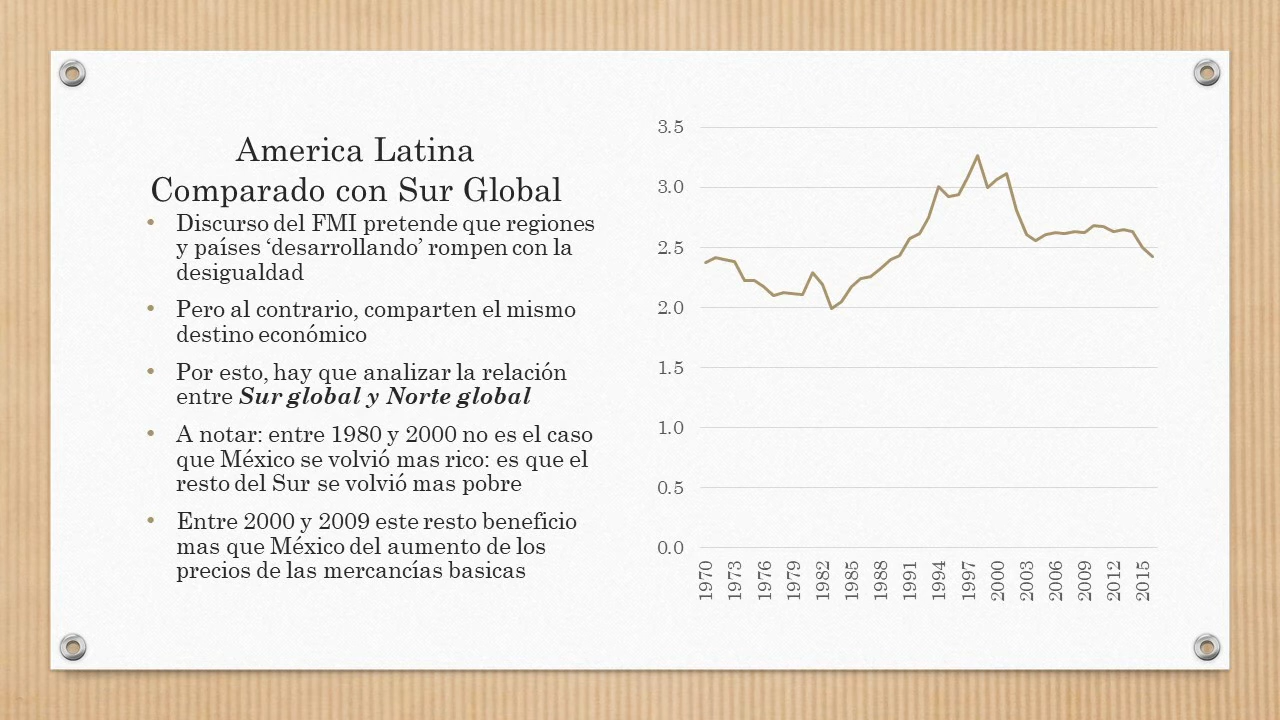 America Latina
Comparado con Sur Global
• Discurso del FMI pretende que regiones
y países ‘desarrollando’ rompen con la
desigualdad
• Pero al contrario, comparten el mismo
destino económico
• Por esto, hay que analizar la relación
entre Sur global y Norte global
• A notar: entre 1980 y 2000 no es el caso
que México se volvió mas rico: es que el
resto del Sur se volvió mas pobre
• Entre 2000 y 2009 este resto beneficio
mas que México del aumento de los
precios de las mercancías basicas
3.5
3.0
2.5
2.0
1.5
1.0
0.5
0.0
1970
1973
1976
1979
1982
1985
1988
1991
1994
1997
2000
2003
2006
2009
2012
2015